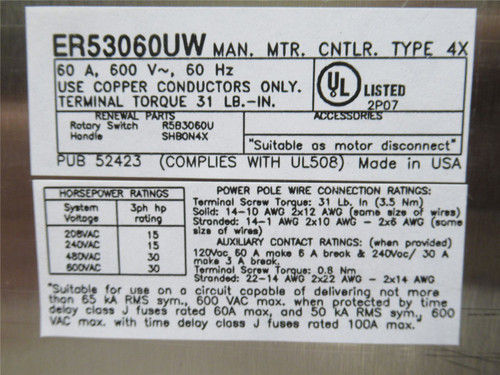 ER53060UW MAN. MTR. CNTLR. TYPE 4X
60 A, 600 V~, 60 Hz
USE COPPER CONDUCTORS ONLY.
TERMINAL TORQUE 31 LB.-IN.
UL LISTED
2P07
RENEWAL PARTS
Rotary Switch R5B3060U
Handle SHB0N4X
ACCESSORIES
"Suitable as motor disconnect"
PUB 52423 (COMPLIES WITH UL508) Made in USA
HORSEPOWER RATINGS
System Voltage 3ph hp rating
208VAC 15
240VAC 15
480VAC 30
600VAC 30
POWER POLE WIRE CONNECTION RATINGS:
Terminal Screw Torque: 31 Lb. In (3.5 Nm)
Solid: 14-10 AWG 2x12 AWG (same size of wires)
Stranded: 14-1 AWG 2x10 AWG - 2x6 AWG (same
size of wires)
AUXILIARY CONTACT RATINGS: (when provided)
120Vac 60 A make 6 A break & 240Vac/ 30 A
make 3 A break.
Terminal Screw Torque: 0.8 Nm
Stranded: 22-14 AWG 2x22 AWG - 2x14 AWG
"Suitable for use on a circuit capable of delivering not more
than 65 kA RMS sym., 600 VAC max. when protected by time
delay class J fuses rated 60A max, and 50 kA RMS sym., 600
VAC max. with time delay class J fuses rated 100A max."